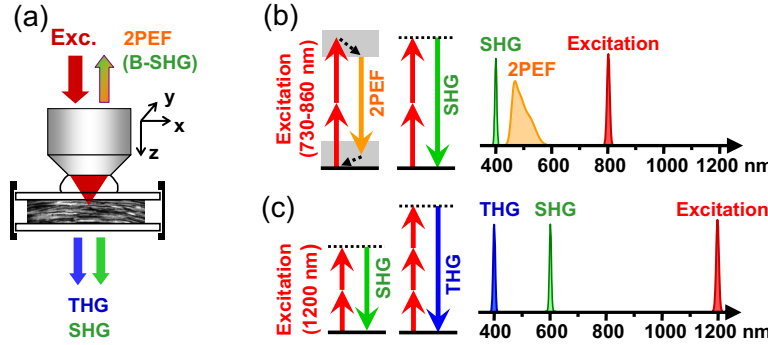 (a)
Exc.
2PEF
(B-SHG)
y
x
z
THG
SHG
(b)
Excitation
(730-860 nm)
2PEF
SHG
SHG
2PEF
Excitation
400 600 800 1000 1200 nm
(c)
Excitation
(1200 nm)
SHG
THG
THG SHG Excitation
400 600 800 1000 1200 nm